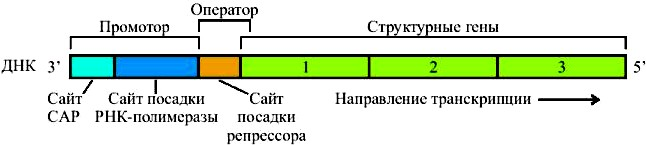 Оператор
Промотор
Структурные гены
ДНК 3’ 1 2 3 5’
Сайт САР
Сайт посадки РНК-полимеразы
Сайт посадки репрессора
Направление транскрипции